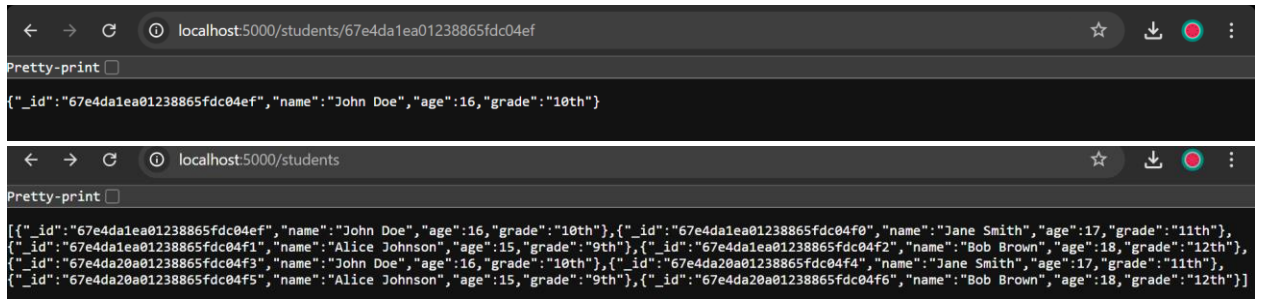 localhost:5000/students/67e4da1ea01238865fdc04ef
Pretty-print
{"_id":"67e4da1ea01238865fdc04ef","name":"John Doe","age":16,"grade":"10th"}
localhost:5000/students
Pretty-print
[{"_id":"67e4da1ea01238865fdc04ef","name":"John Doe","age":16,"grade":"10th"},{"_id":"67e4da1ea01238865fdc04f0","name":"Jane Smith","age":17,"grade":"11th"},
{"_id":"67e4da1ea01238865fdc04f1","name":"Alice Johnson","age":15,"grade":"9th"},{"_id":"67e4da1ea01238865fdc04f2","name":"Bob Brown","age":18,"grade":"12th"},
{"_id":"67e4da20a01238865fdc04f3","name":"John Doe","age":16,"grade":"10th"},{"_id":"67e4da20a01238865fdc04f4","name":"Jane Smith","age":17,"grade":"11th"},
{"_id":"67e4da20a01238865fdc04f5","name":"Alice Johnson","age":15,"grade":"9th"},{"_id":"67e4da20a01238865fdc04f6","name":"Bob Brown","age":18,"grade":"12th"}]